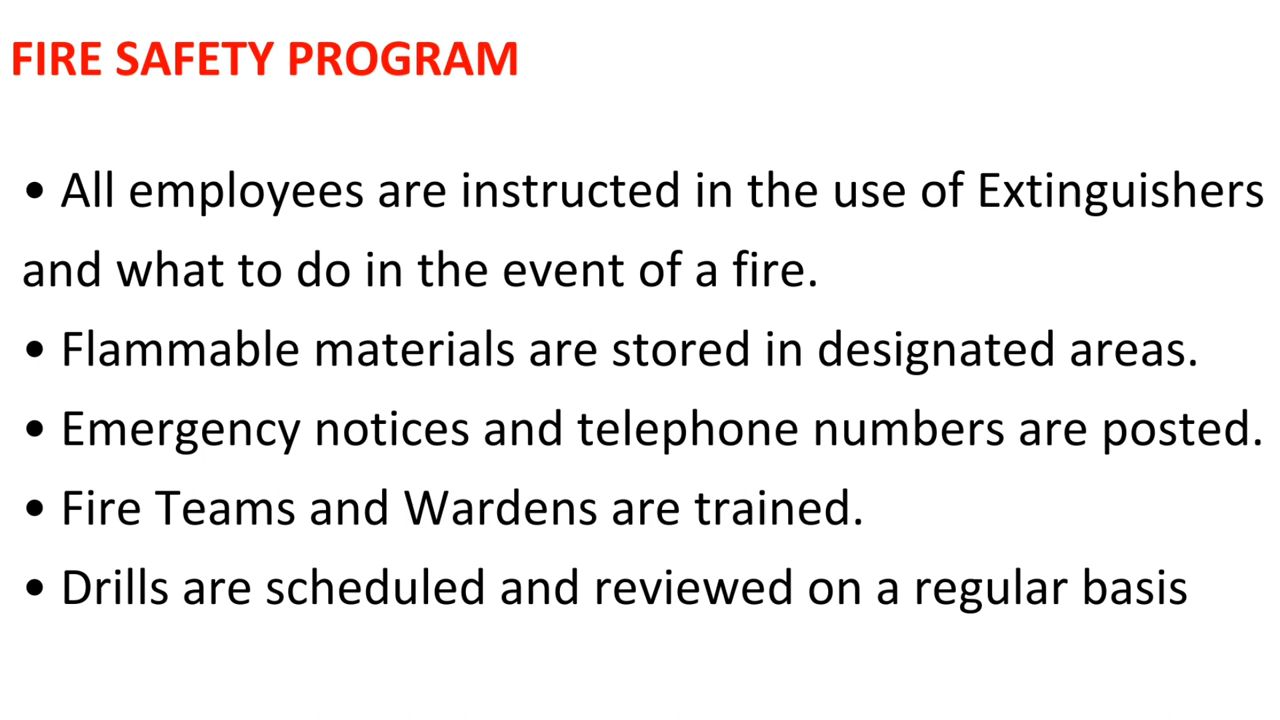 FIRE SAFETY PROGRAM
• All employees are instructed in the use of Extinguishers
and what to do in the event of a fire.
• Flammable materials are stored in designated areas.
• Emergency notices and telephone numbers are posted.
• Fire Teams and Wardens are trained.
• Drills are scheduled and reviewed on a regular basis